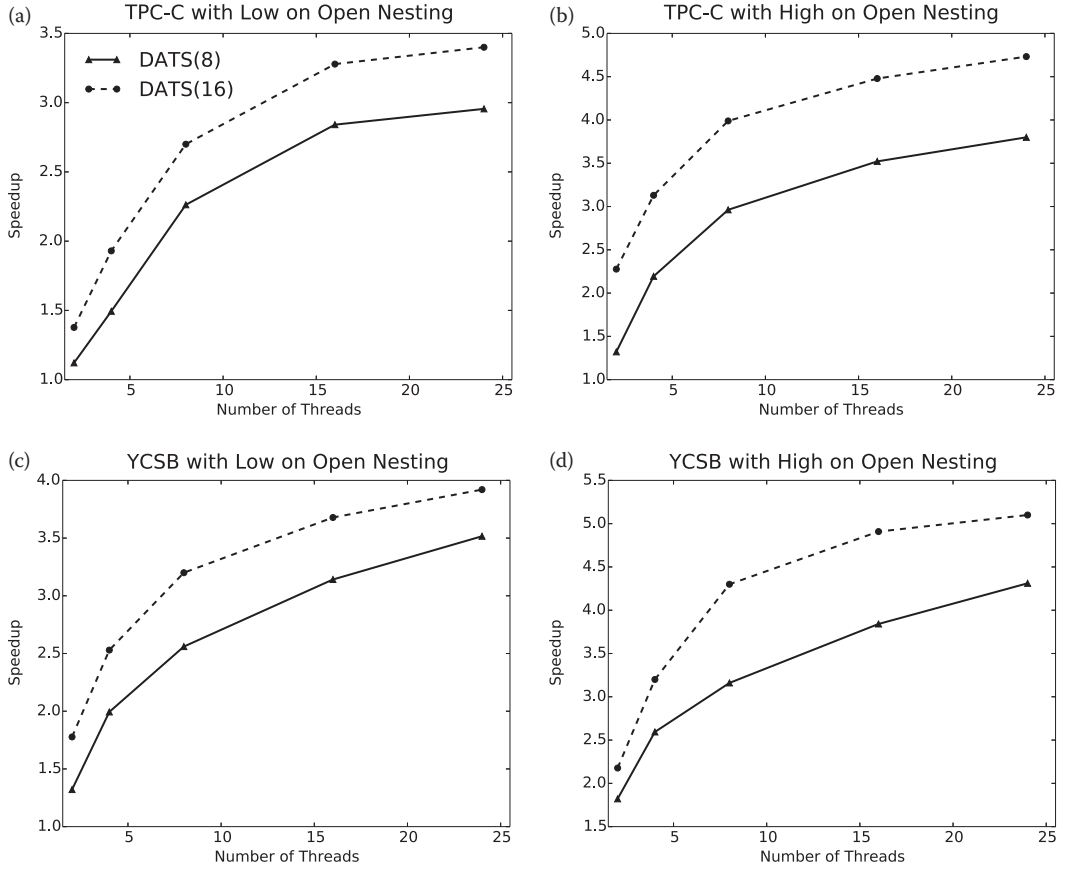 (a)
TPC-C with Low on Open Nesting
3.5
3.0
2.5
2.0
1.5
1.0
Speedup
DATS(8)
DATS(16)
5 10 15 20 25
Number of Threads
(b)
TPC-C with High on Open Nesting
5.0
4.5
4.0
3.5
3.0
2.5
2.0
1.5
1.0
Speedup
5 10 15 20 25
Number of Threads
(c)
YCSB with Low on Open Nesting
4.0
3.5
3.0
2.5
2.0
1.5
1.0
Speedup
5 10 15 20 25
Number of Threads
(d)
YCSB with High on Open Nesting
5.5
5.0
4.5
4.0
3.5
3.0
2.5
2.0
1.5
Speedup
5 10 15 20 25
Number of Threads